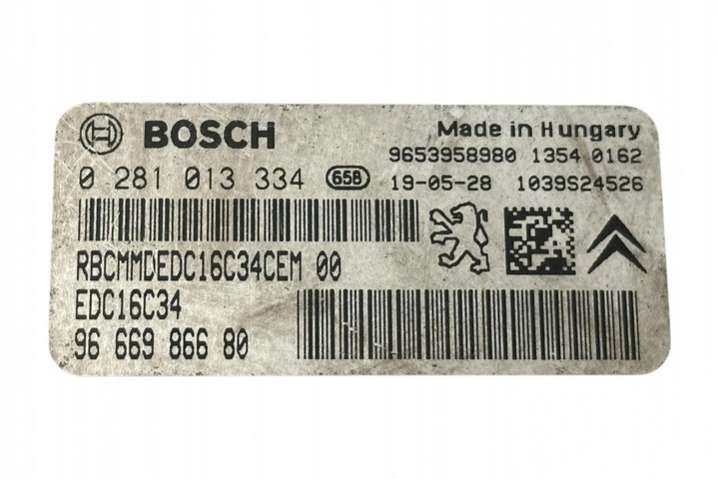 BOSCH
Made in Hungary
9653958980 1354 0162
0 281 013 334 658
19-05-28 1039S24526
RBCMMDEDC16C34CEM 00
EDC16C34
96 669 866 80